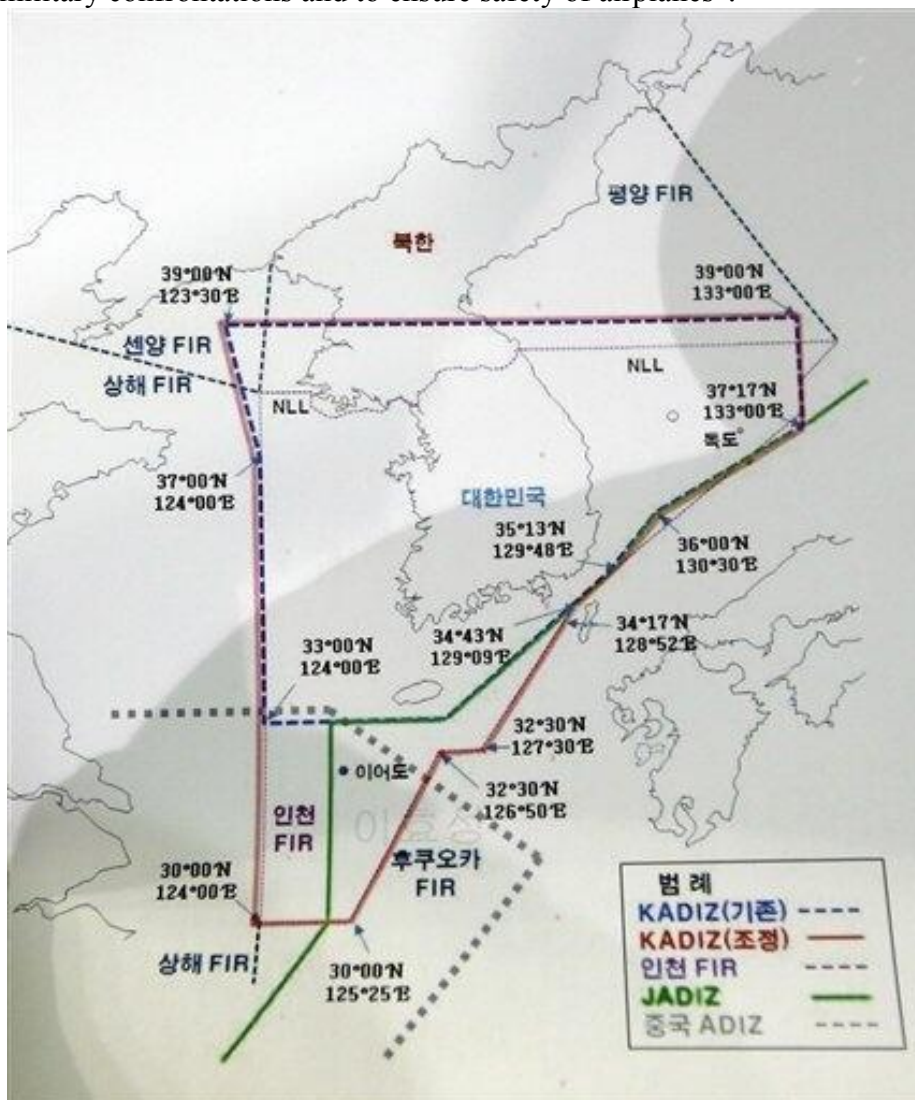 military confrontations and to ensure safety of airplanes".
평양 FIR
북한
39°00'N
123°30'E
39°00'N
133°00'E
센양 FIR
상해 FIR
NLL
NLL
37°17'N
133°00'E
독도
37°00'N
124°00'E
대한민국
35°13'N
129°48'E
36°00'N
130°30'E
34°43'N
129°09'E
34°17'N
128°52'E
33°00'N
124°00'E
32°30'N
127°30'E
이어도
32°30'N
126°50'E
인천
FIR
후쿠오카
FIR
30°00'N
124°00'E
상해 FIR
30°00'N
125°25'E
범 례
KADIZ(기존)
KADIZ(조정)
인천 FIR
JADIZ
중국 ADIZ